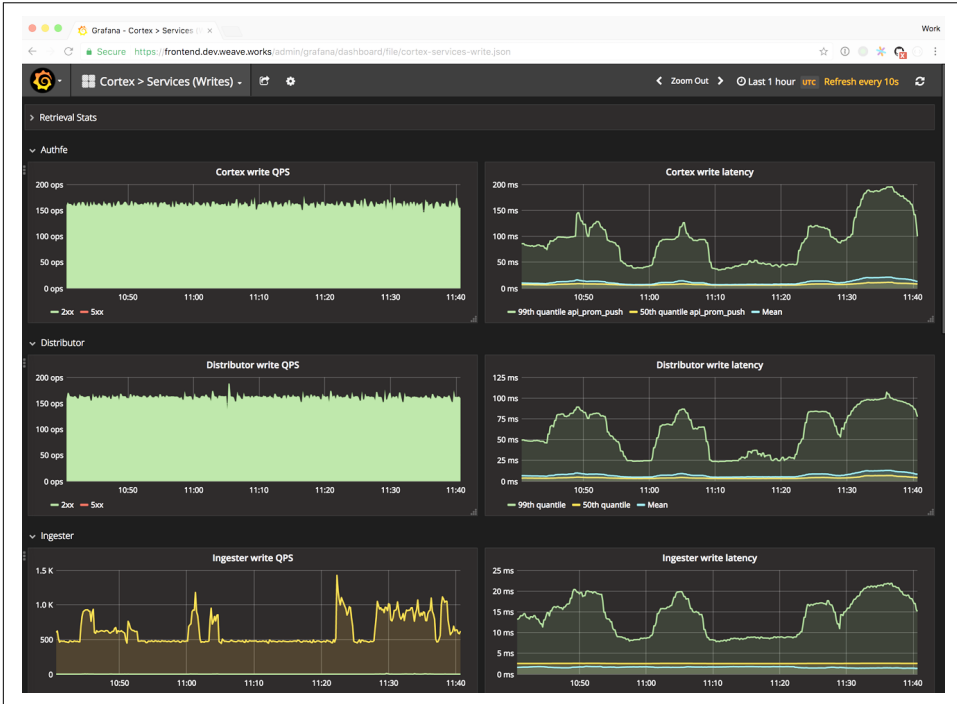 Grafana - Cortex > Services (
Work
Secure https://frontend.dev.weave.works/admin/grafana/dashboard/file/cortex-services-write.json
Cortex > Services (Writes)
Zoom Out
Last 1 hour UTC Refresh every 10s
Retrieval Stats
Authfe
Cortex write QPS
200 ops
150 ops
100 ops
50 ops
0 ops
10:50 11:00 11:10 11:20 11:30 11:40
2xx 5xx
Cortex write latency
200 ms
150 ms
100 ms
50 ms
0 ms
10:50 11:00 11:10 11:20 11:30 11:40
99th quantile api_prom_push 50th quantile api_prom_push Mean
Distributor
Distributor write QPS
200 ops
150 ops
100 ops
50 ops
0 ops
10:50 11:00 11:10 11:20 11:30 11:40
2xx 5xx
Distributor write latency
125 ms
100 ms
75 ms
50 ms
25 ms
0 ms
10:50 11:00 11:10 11:20 11:30 11:40
99th quantile 50th quantile Mean
Ingester
Ingester write QPS
1.5 K
1.0 K
500
0
10:50 11:00 11:10 11:20 11:30 11:40
Ingester write latency
25 ms
20 ms
15 ms
10 ms
5 ms
0 ms
10:50 11:00 11:10 11:20 11:30 11:40